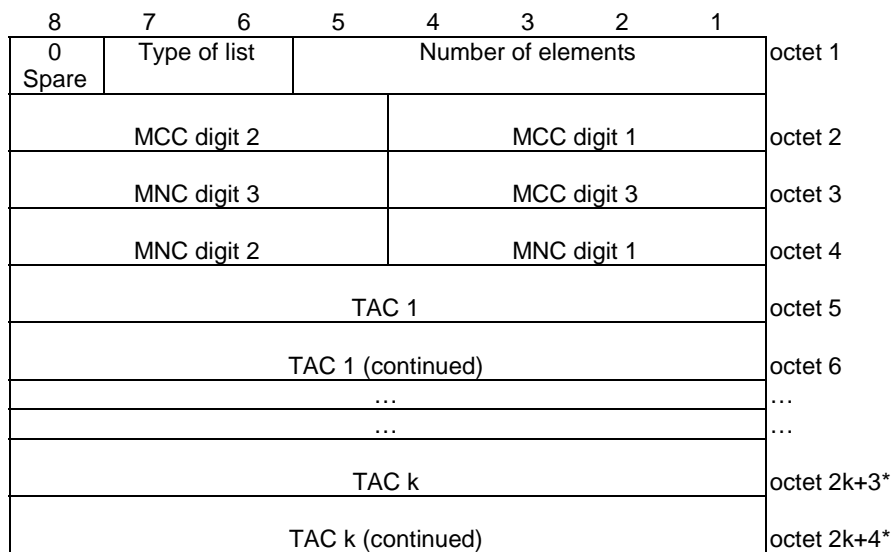 8 7 6 5 4 3 2 1
0 Type of list Number of elements octet 1
Spare
MCC digit 2 MCC digit 1 octet 2
MNC digit 3 MCC digit 3 octet 3
MNC digit 2 MNC digit 1 octet 4
TAC 1 octet 5
TAC 1 (continued) octet 6
… …
… …
TAC k octet 2k+3*
TAC k (continued) octet 2k+4*